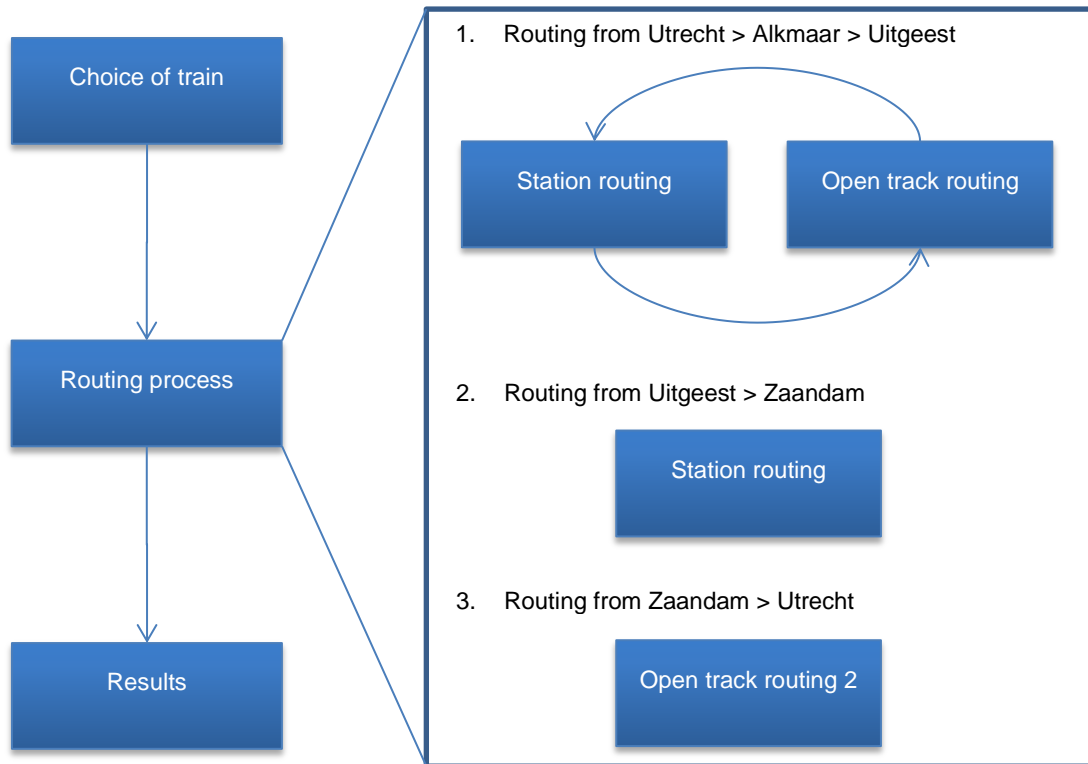 Choice of train
Routing process
Results
1. Routing from Utrecht > Alkmaar > Uitgeest
Station routing
Open track routing
2. Routing from Uitgeest > Zaandam
Station routing
3. Routing from Zaandam > Utrecht
Open track routing 2